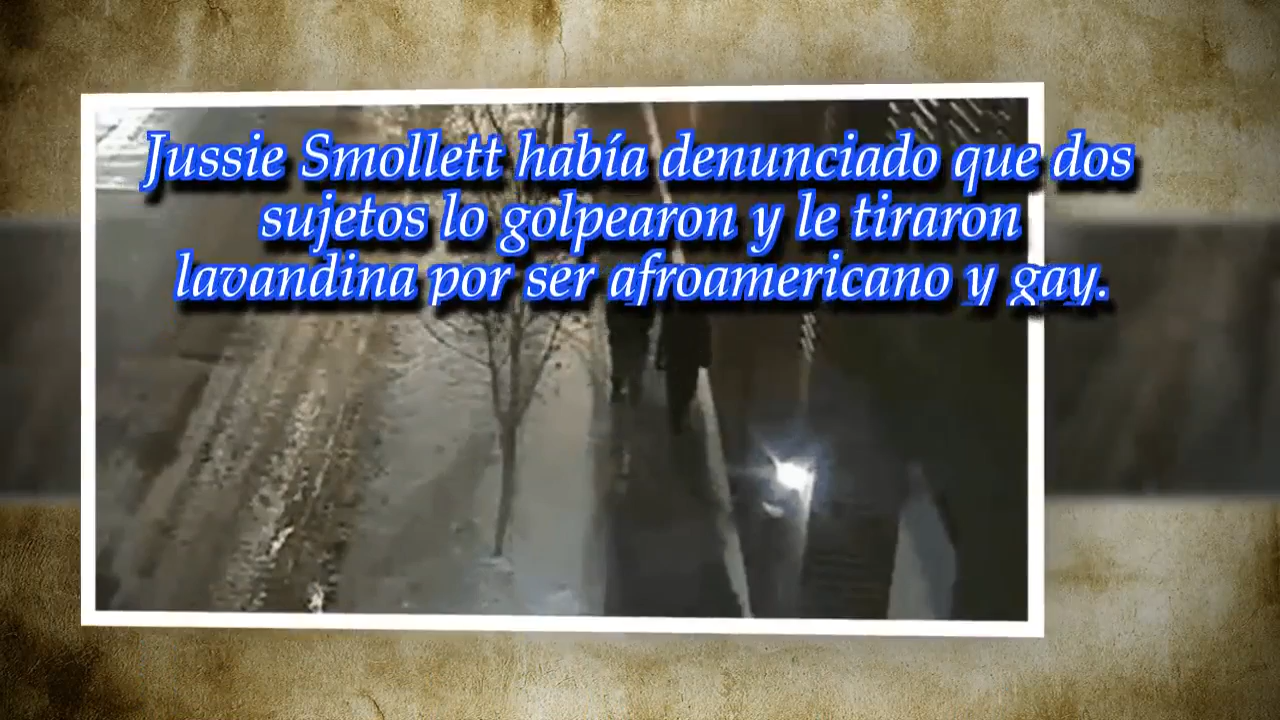 Jussie Smollett había denunciado que dos
sujetos lo golpearon y le tiraron
lavandina por ser afroamericano y gay.